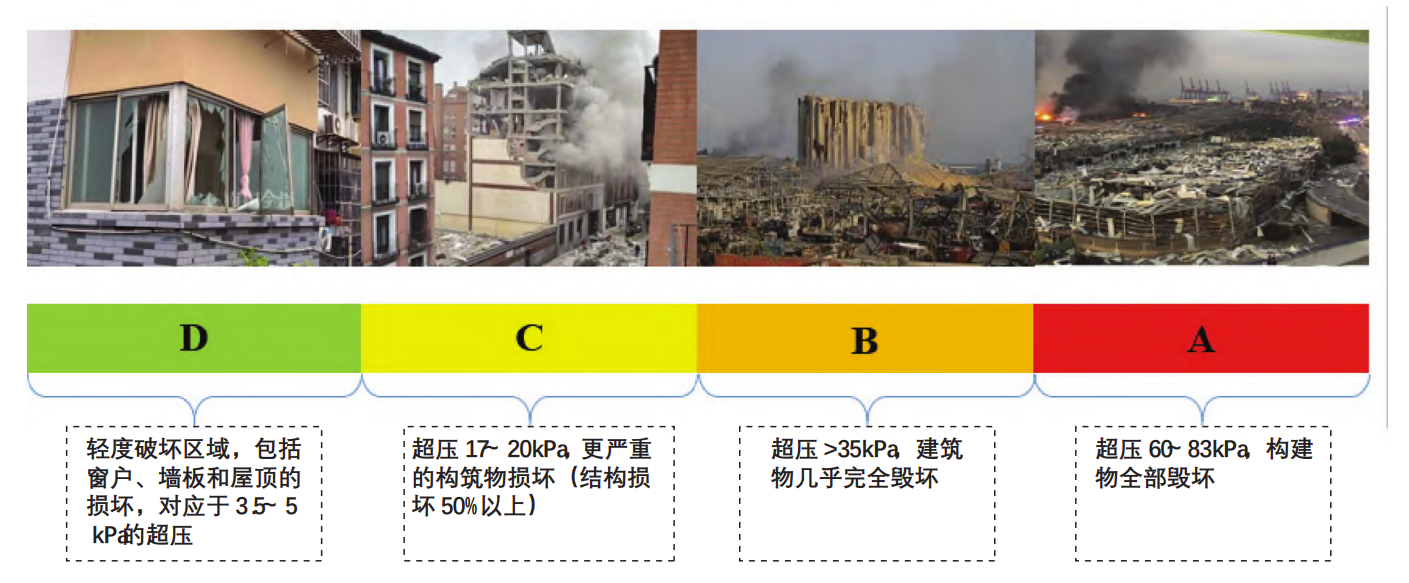 D
C
B
A
轻度破坏区域，包括
窗户、墙板和屋顶的
损坏，对应于 3.5~ 5
kPa的超压
超压 17~ 20kPa，更严重
的构筑物损坏（结构损
坏 50%以上）
超压 >35kPa，建筑
物几乎完全毁坏
超压 60~ 83kPa，构建
物全部毁坏